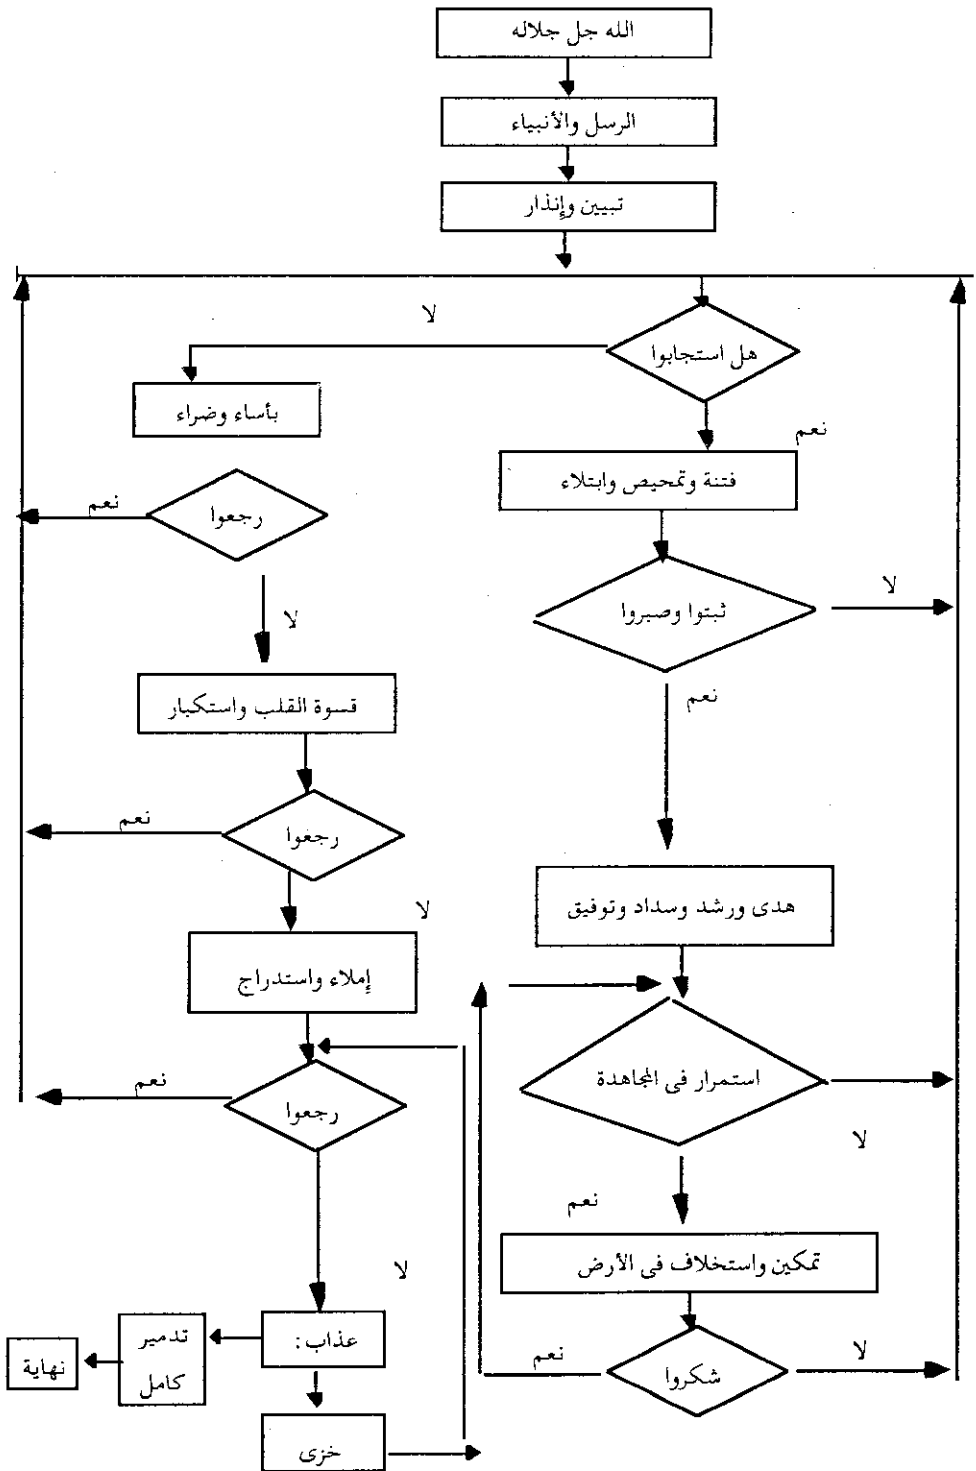 الله جل جلاله
الرسل والأنبياء
تبيين وإنذار
هل استجابوا
لا
نعم
بأساء وضراء
فتنة وتمحيص وابتلاء
رجعوا
نعم
لا
ثبتوا وصبروا
لا
نعم
قسوة القلب واستكبار
رجعوا
نعم
لا
هدى ورشد وسداد وتوفيق
إملاء واستدراج
استمرار فى المجاهدة
لا
نعم
رجعوا
نعم
لا
تمكين واستخلاف فى الأرض
شكروا
نعم
لا
عذاب :
تدمير
كامل
نهاية
خزى